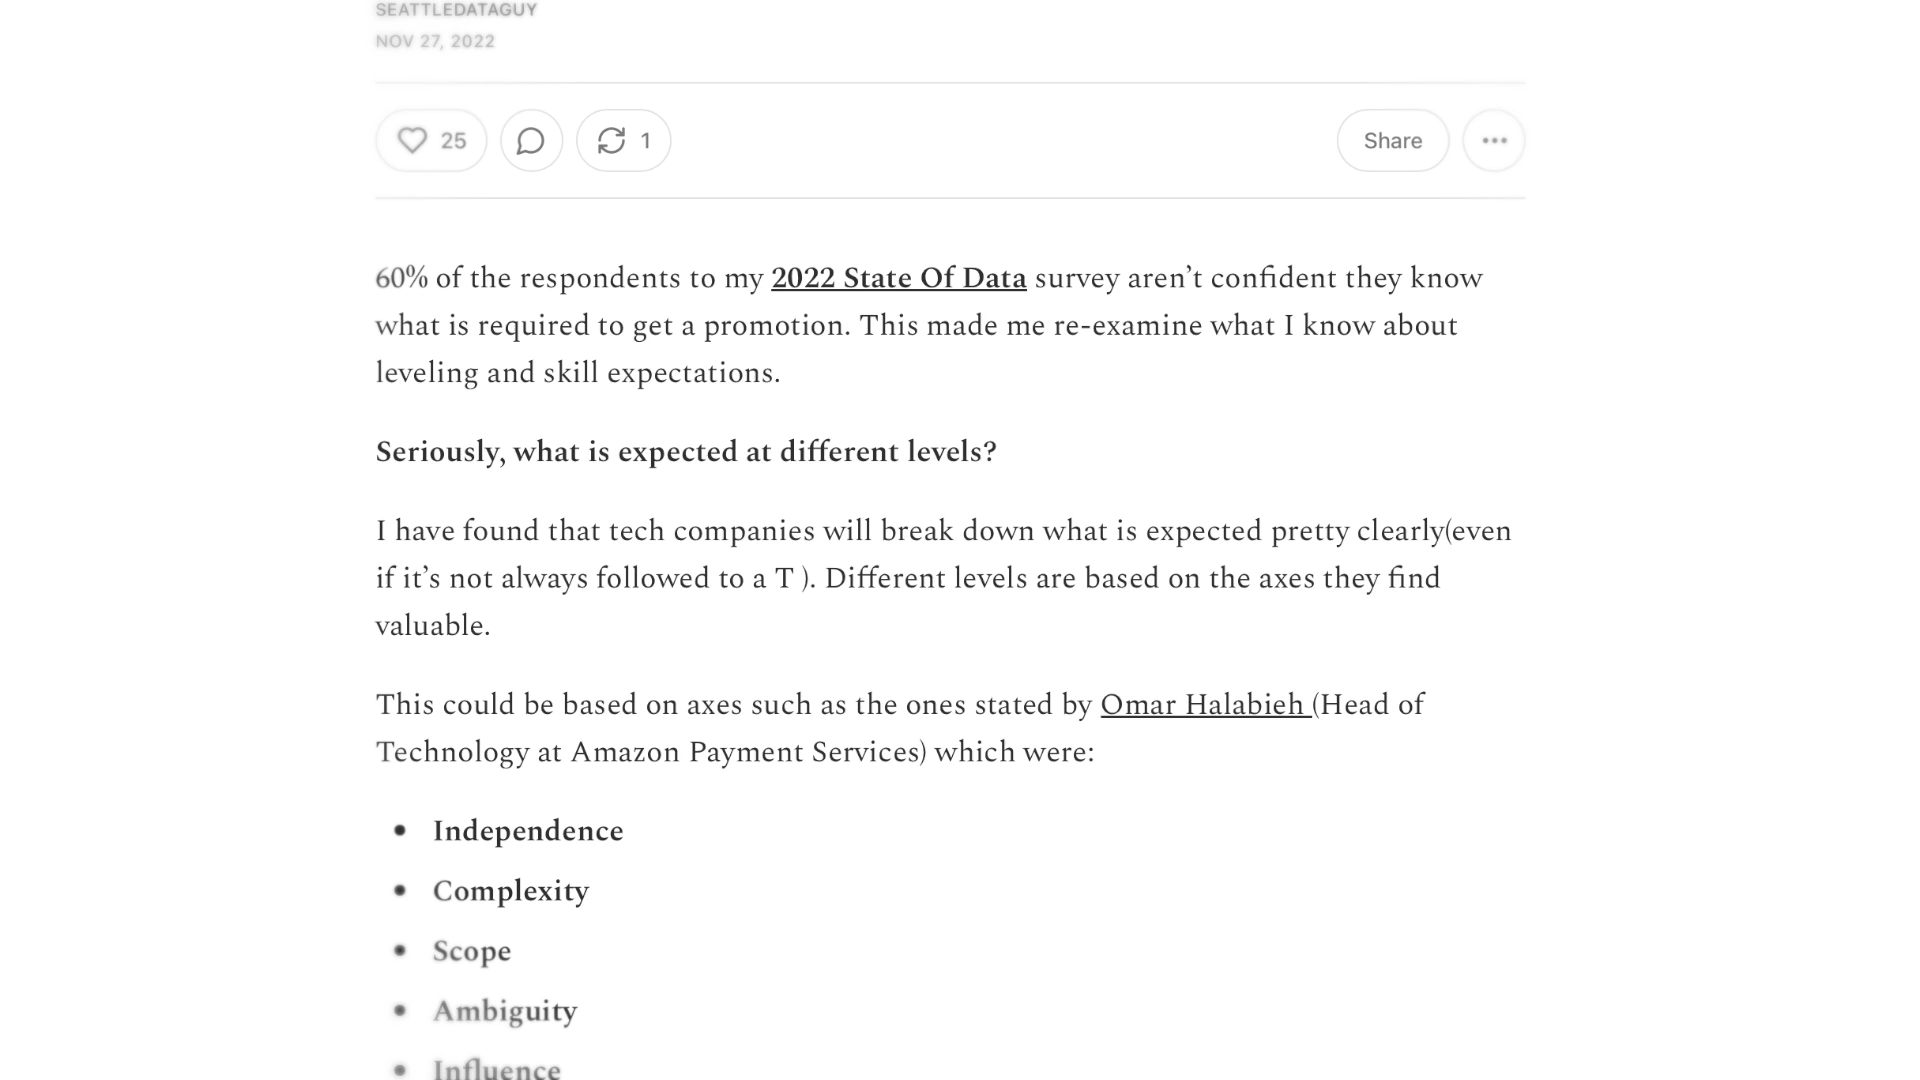 SEATTLEDATAGUY
NOV 27, 2022
25
1
Share
60% of the respondents to my 2022 State Of Data survey aren’t confident they know
what is required to get a promotion. This made me re-examine what I know about
leveling and skill expectations.
Seriously, what is expected at different levels?
I have found that tech companies will break down what is expected pretty clearly(even
if it’s not always followed to a T ). Different levels are based on the axes they find
valuable.
This could be based on axes such as the ones stated by Omar Halabieh (Head of
Technology at Amazon Payment Services) which were:
• Independence
• Complexity
• Scope
• Ambiguity
• Influence